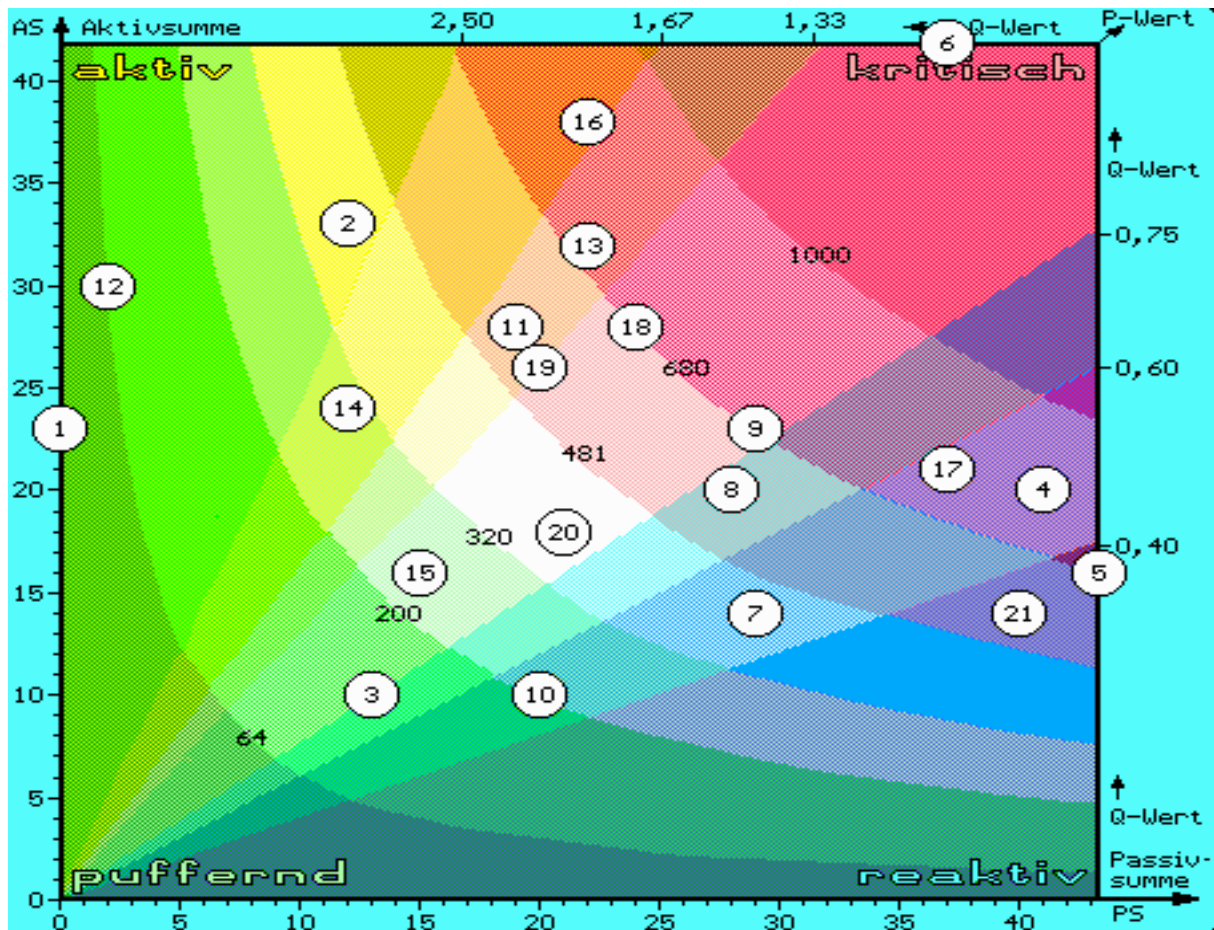 AS Aktivsumme 2,50 1,67 1,33 Q-Wert P-Wert
6
40 aktiv kritisch
16
Q-Wert
35
2 13 0,75
1000
30 12
11 18
19 680 0,60
25
14
1 9
481
17
20 8 4
20
320 0,40
15 5
15
200 7 21
10 3 10
64
5 Q-Wert
puffernd reaktiv Passiv-
summe
0
0 5 10 15 20 25 30 35 40 PS